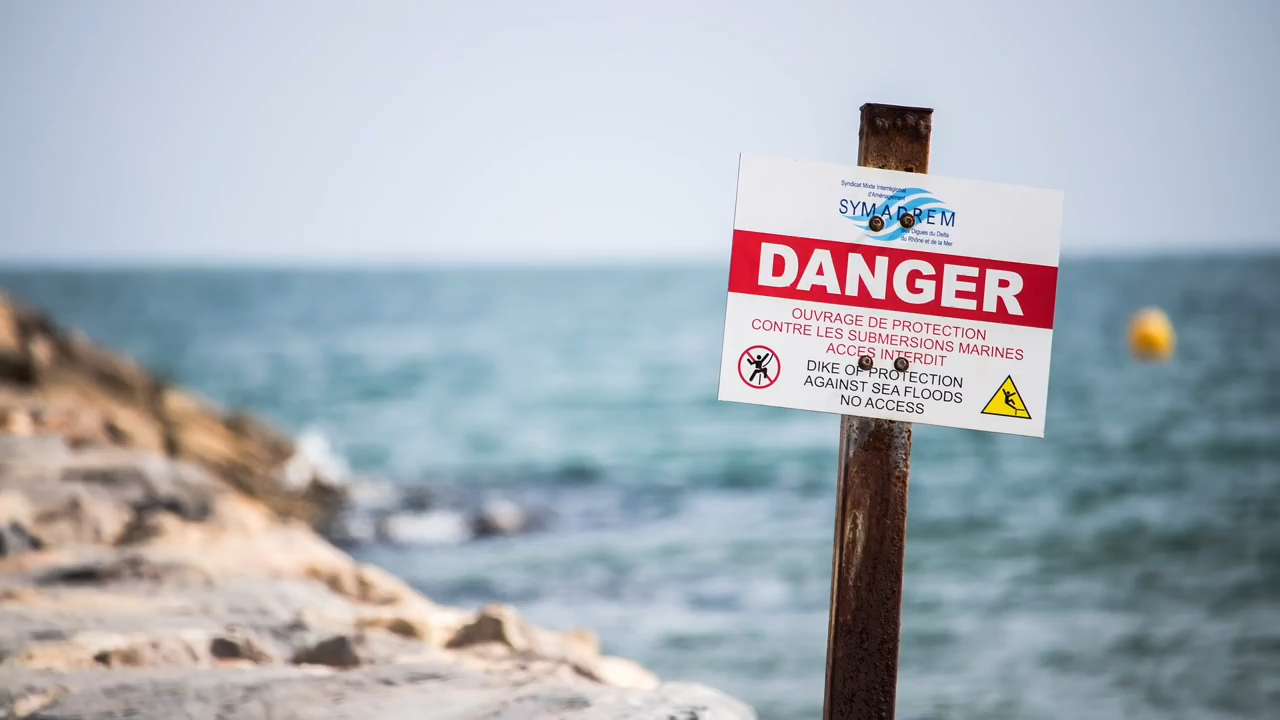 Syndicat Mixte Interrégional
d'Aménagement
SYMADREM
des Digues du Delta
du Rhône et de la Mer
DANGER
OUVRAGE DE PROTECTION
CONTRE LES SUBMERSIONS MARINES
ACCES INTERDIT
DIKE OF PROTECTION
AGAINST SEA FLOODS
NO ACCESS